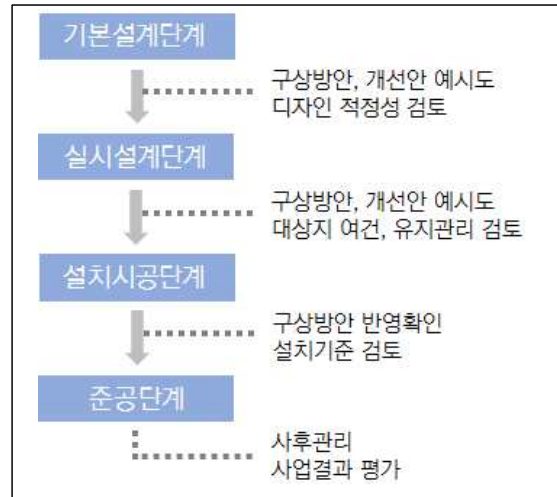 기본설계단계
구상방안, 개선안 예시도
디자인 적정성 검토
실시설계단계
구상방안, 개선안 예시도
대상지 여건, 유지관리 검토
설치시공단계
구상방안 반영확인
설치기준 검토
준공단계
사후관리
사업결과 평가